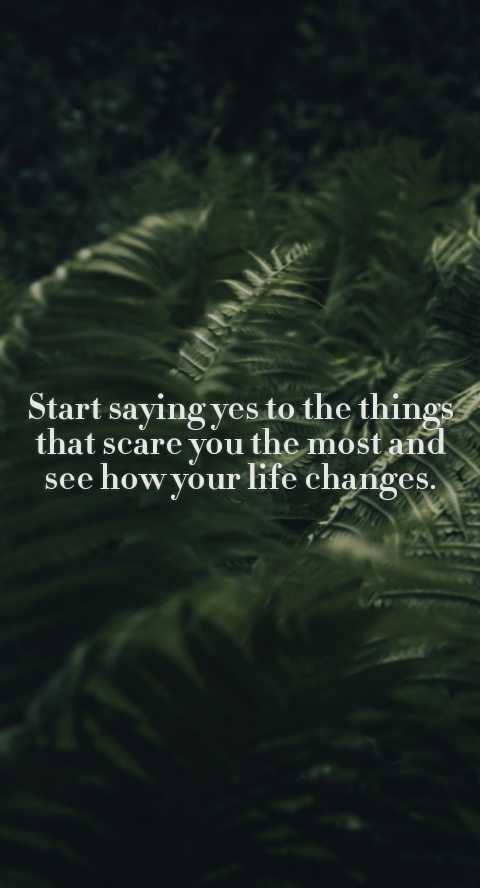 Start saying yes to the things
that scare you the most and
see how your life changes.